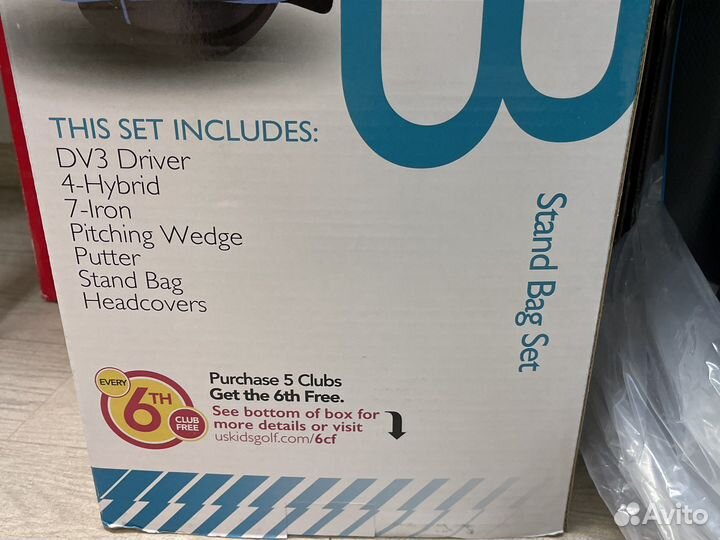 THIS SET INCLUDES:
DV3 Driver
4-Hybrid
7-Iron
Pitching Wedge
Putter
Stand Bag
Headcovers
Stand Bag Set
EVERY
6TH
CLUB
FREE
Purchase 5 Clubs
Get the 6th Free.
See bottom of box for
more details or visit
uskidsgolf.com/6cf
Avito